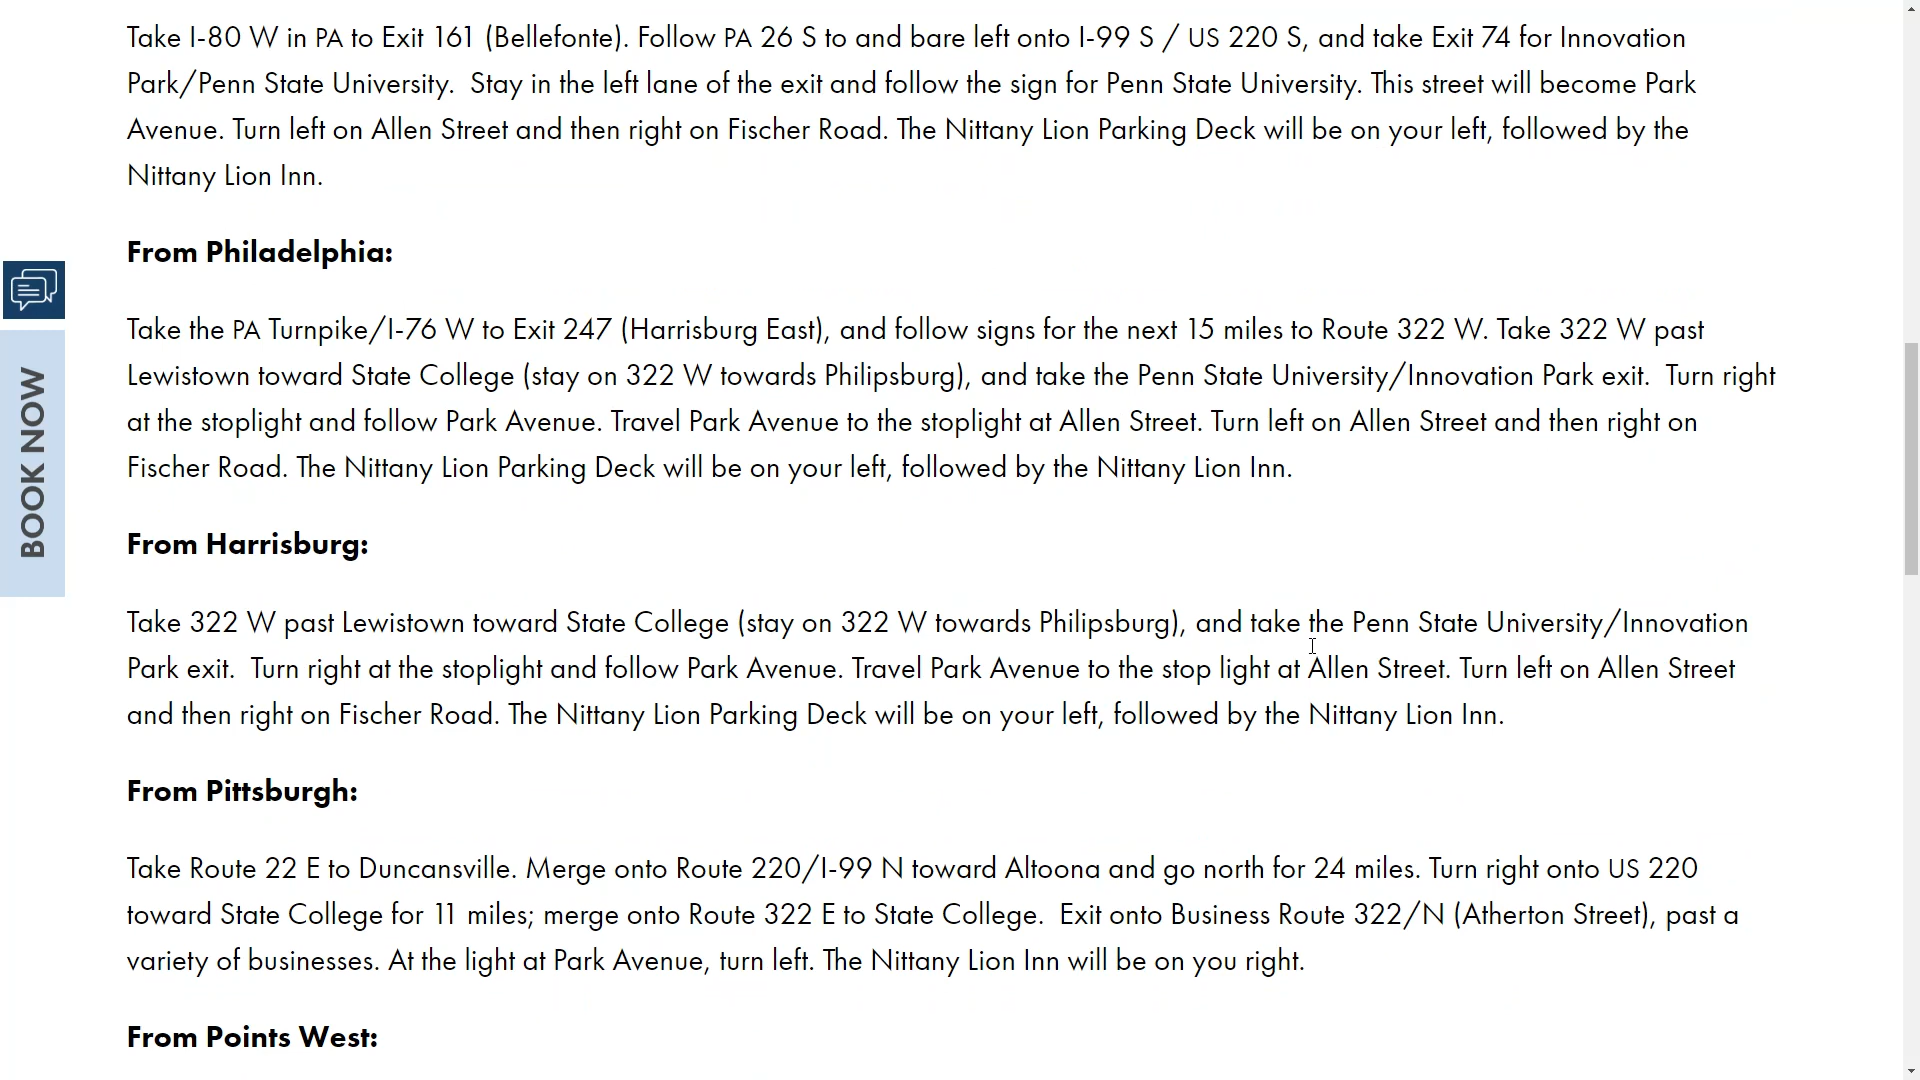 Take I-80 W in PA to Exit 161 (Bellefonte). Follow PA 26 S to and bare left onto I-99 S / US 220 S, and take Exit 74 for Innovation
Park/Penn State University.  Stay in the left lane of the exit and follow the sign for Penn State University. This street will become Park
Avenue. Turn left on Allen Street and then right on Fischer Road. The Nittany Lion Parking Deck will be on your left, followed by the
Nittany Lion Inn.
From Philadelphia:
Take the PA Turnpike/I-76 W to Exit 247 (Harrisburg East), and follow signs for the next 15 miles to Route 322 W. Take 322 W past
Lewistown toward State College (stay on 322 W towards Philipsburg), and take the Penn State University/Innovation Park exit.  Turn right
at the stoplight and follow Park Avenue. Travel Park Avenue to the stoplight at Allen Street. Turn left on Allen Street and then right on
Fischer Road. The Nittany Lion Parking Deck will be on your left, followed by the Nittany Lion Inn.
BOOK NOW
From Harrisburg:
Take 322 W past Lewistown toward State College (stay on 322 W towards Philipsburg), and take the Penn State University/Innovation
Park exit.  Turn right at the stoplight and follow Park Avenue. Travel Park Avenue to the stop light at Allen Street. Turn left on Allen Street
and then right on Fischer Road. The Nittany Lion Parking Deck will be on your left, followed by the Nittany Lion Inn.
From Pittsburgh:
Take Route 22 E to Duncansville. Merge onto Route 220/I-99 N toward Altoona and go north for 24 miles. Turn right onto US 220
toward State College for 11 miles; merge onto Route 322 E to State College.  Exit onto Business Route 322/N (Atherton Street), past a
variety of businesses. At the light at Park Avenue, turn left. The Nittany Lion Inn will be on you right.
From Points West: